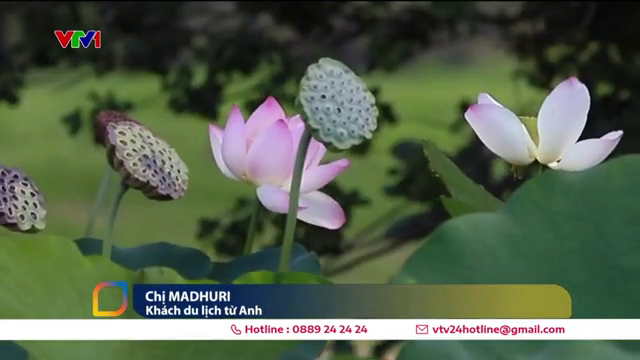 VTV1
Chị MADHURI
Khách du lịch từ Anh
Hotline : 0889 24 24 24
vtv24hotline@gmail.com